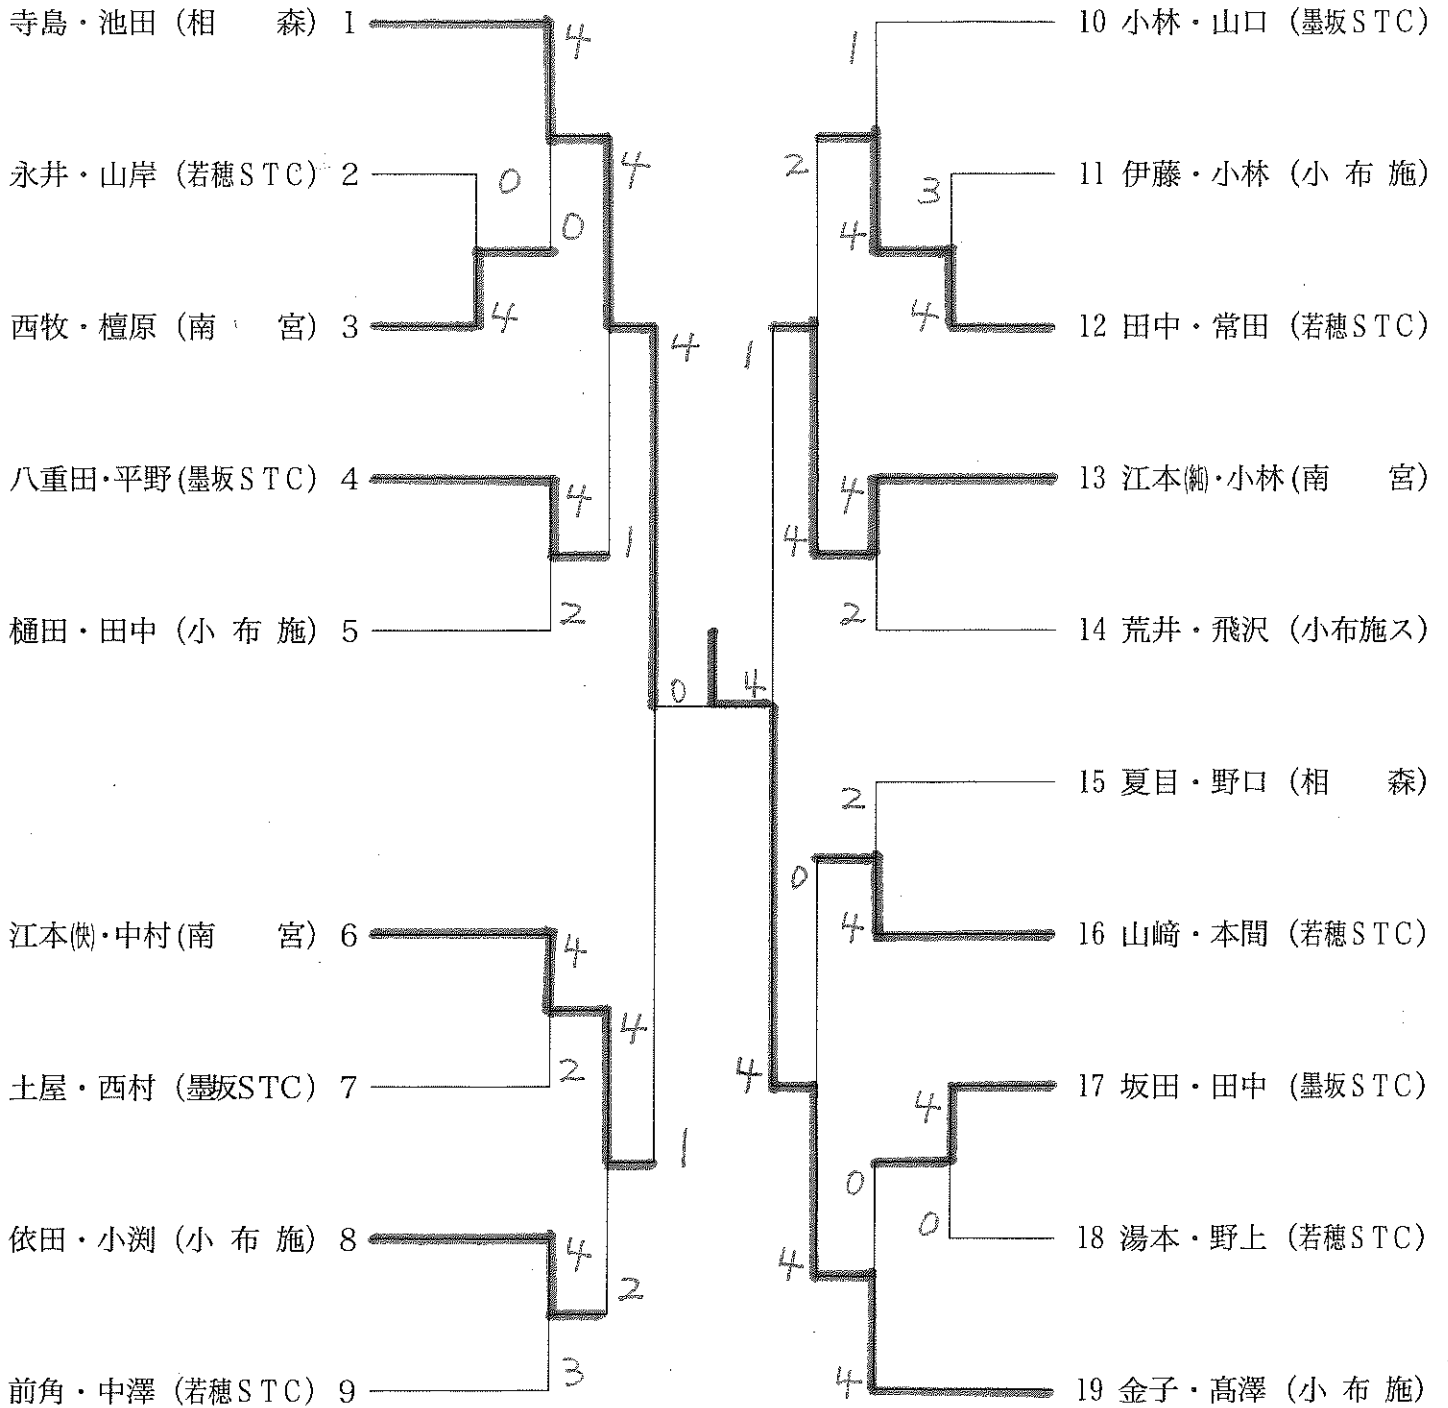 寺島・池田 (相　森) 1
永井・山岸 (若穂STC) 2
西牧・檀原 (南　宮) 3
八重田・平野 (墨坂STC) 4
樋田・田中 (小布施) 5
江本(快)・中村 (南　宮) 6
土屋・西村 (墨坂STC) 7
依田・小渕 (小布施) 8
前角・中澤 (若穂STC) 9
4
0
0
4
4
4
2
1
4
4
2
4
4
3
2
1
0
4
10 小林・山口 (墨坂STC)
11 伊藤・小林 (小布施)
12 田中・常田 (若穂STC)
13 江本(純)・小林 (南　宮)
14 荒井・飛沢 (小布施ス)
15 夏目・野口 (相　森)
16 山﨑・本間 (若穂STC)
17 坂田・田中 (墨坂STC)
18 湯本・野上 (若穂STC)
19 金子・髙澤 (小布施)
1
3
4
4
2
4
2
4
1
2
4
0
4
0
0
4
4
4